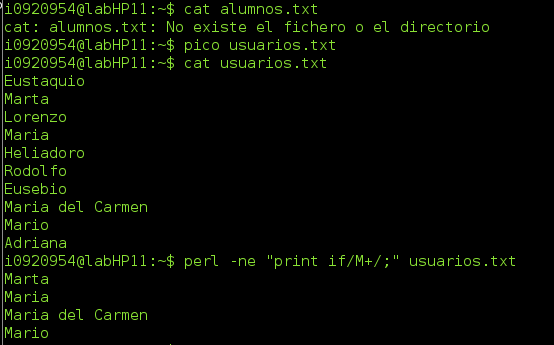 i0920954@labHP11:~$ cat alumnos.txt
cat: alumnos.txt: No existe el fichero o el directorio
i0920954@labHP11:~$ pico usuarios.txt
i0920954@labHP11:~$ cat usuarios.txt
Eustaquio
Marta
Lorenzo
Maria
Heliadoro
Rodolfo
Eusebio
Maria del Carmen
Mario
Adriana
i0920954@labHP11:~$ perl -ne "print if/M+/;" usuarios.txt
Marta
Maria
Maria del Carmen
Mario